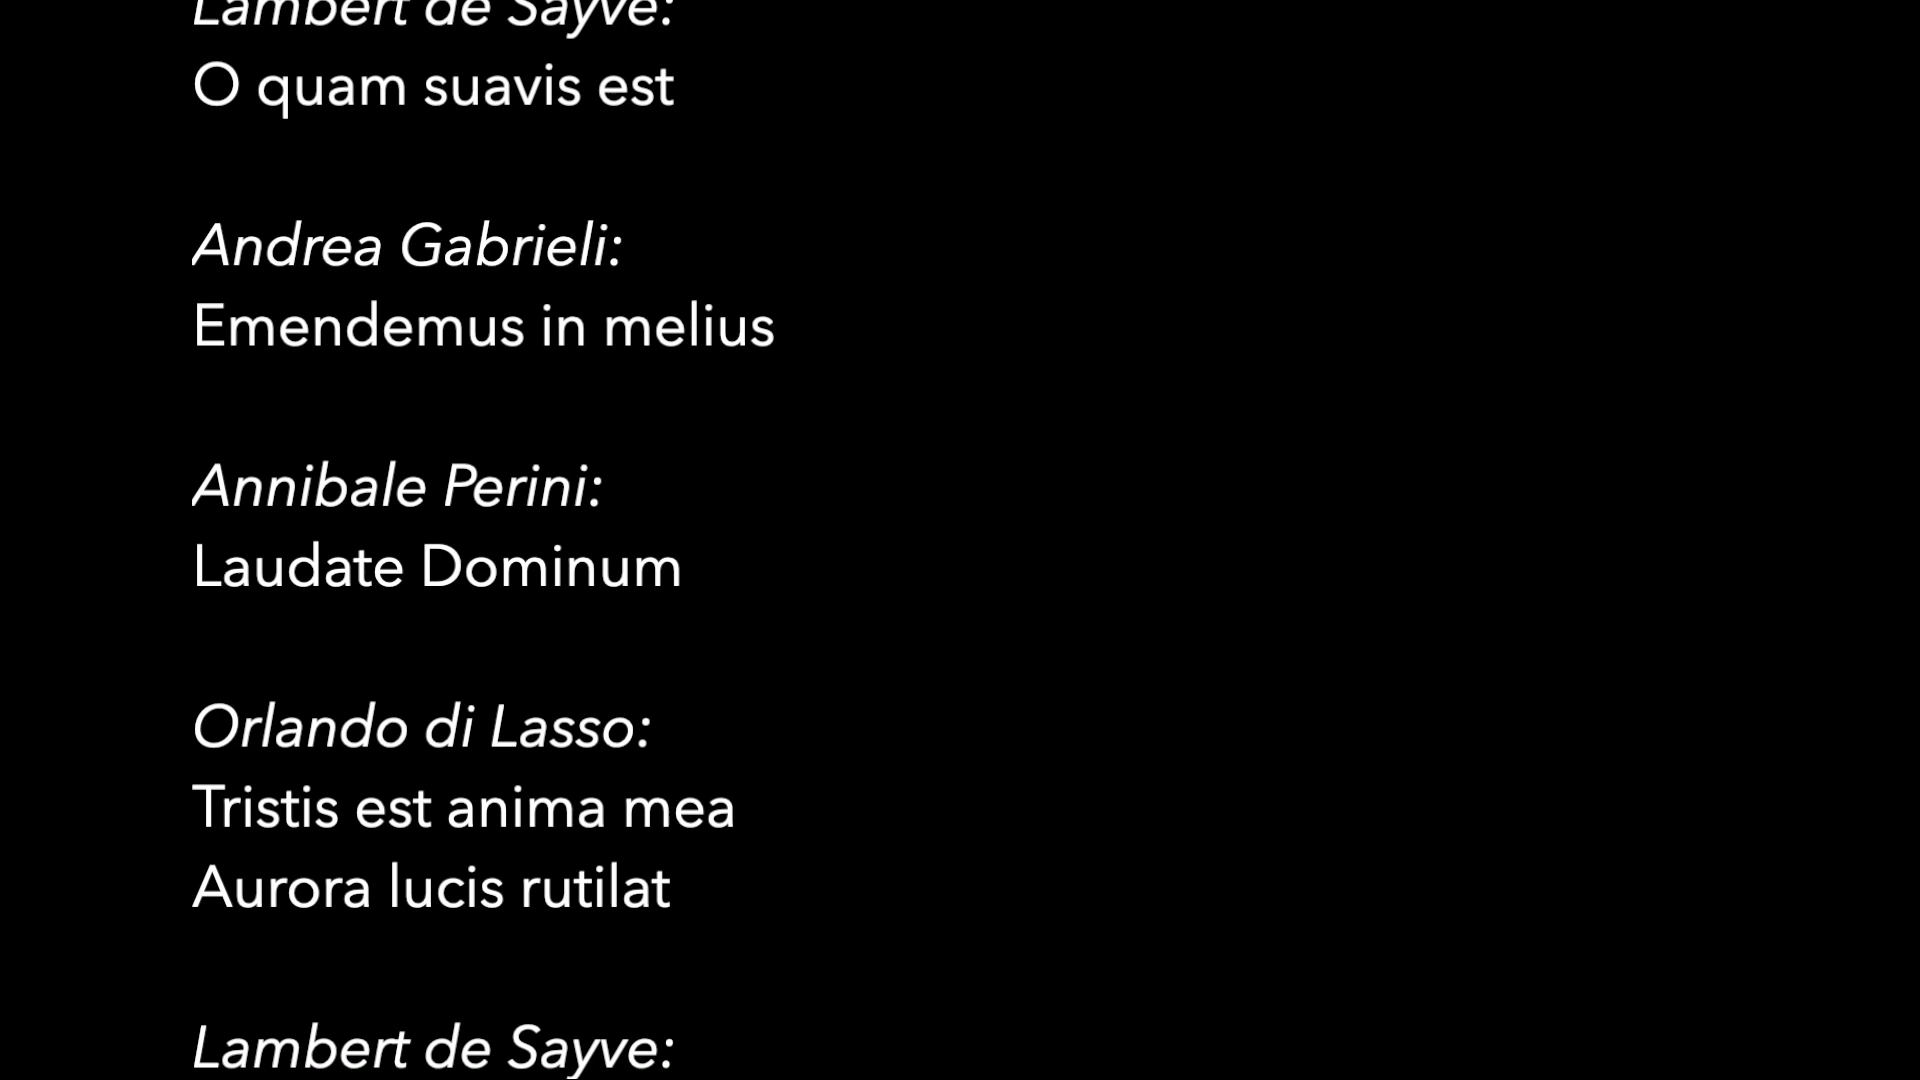 Lambert de Sayve:
O quam suavis est
Andrea Gabrieli:
Emendemus in melius
Annibale Perini:
Laudate Dominum
Orlando di Lasso:
Tristis est anima mea
Aurora lucis rutilat
Lambert de Sayve: